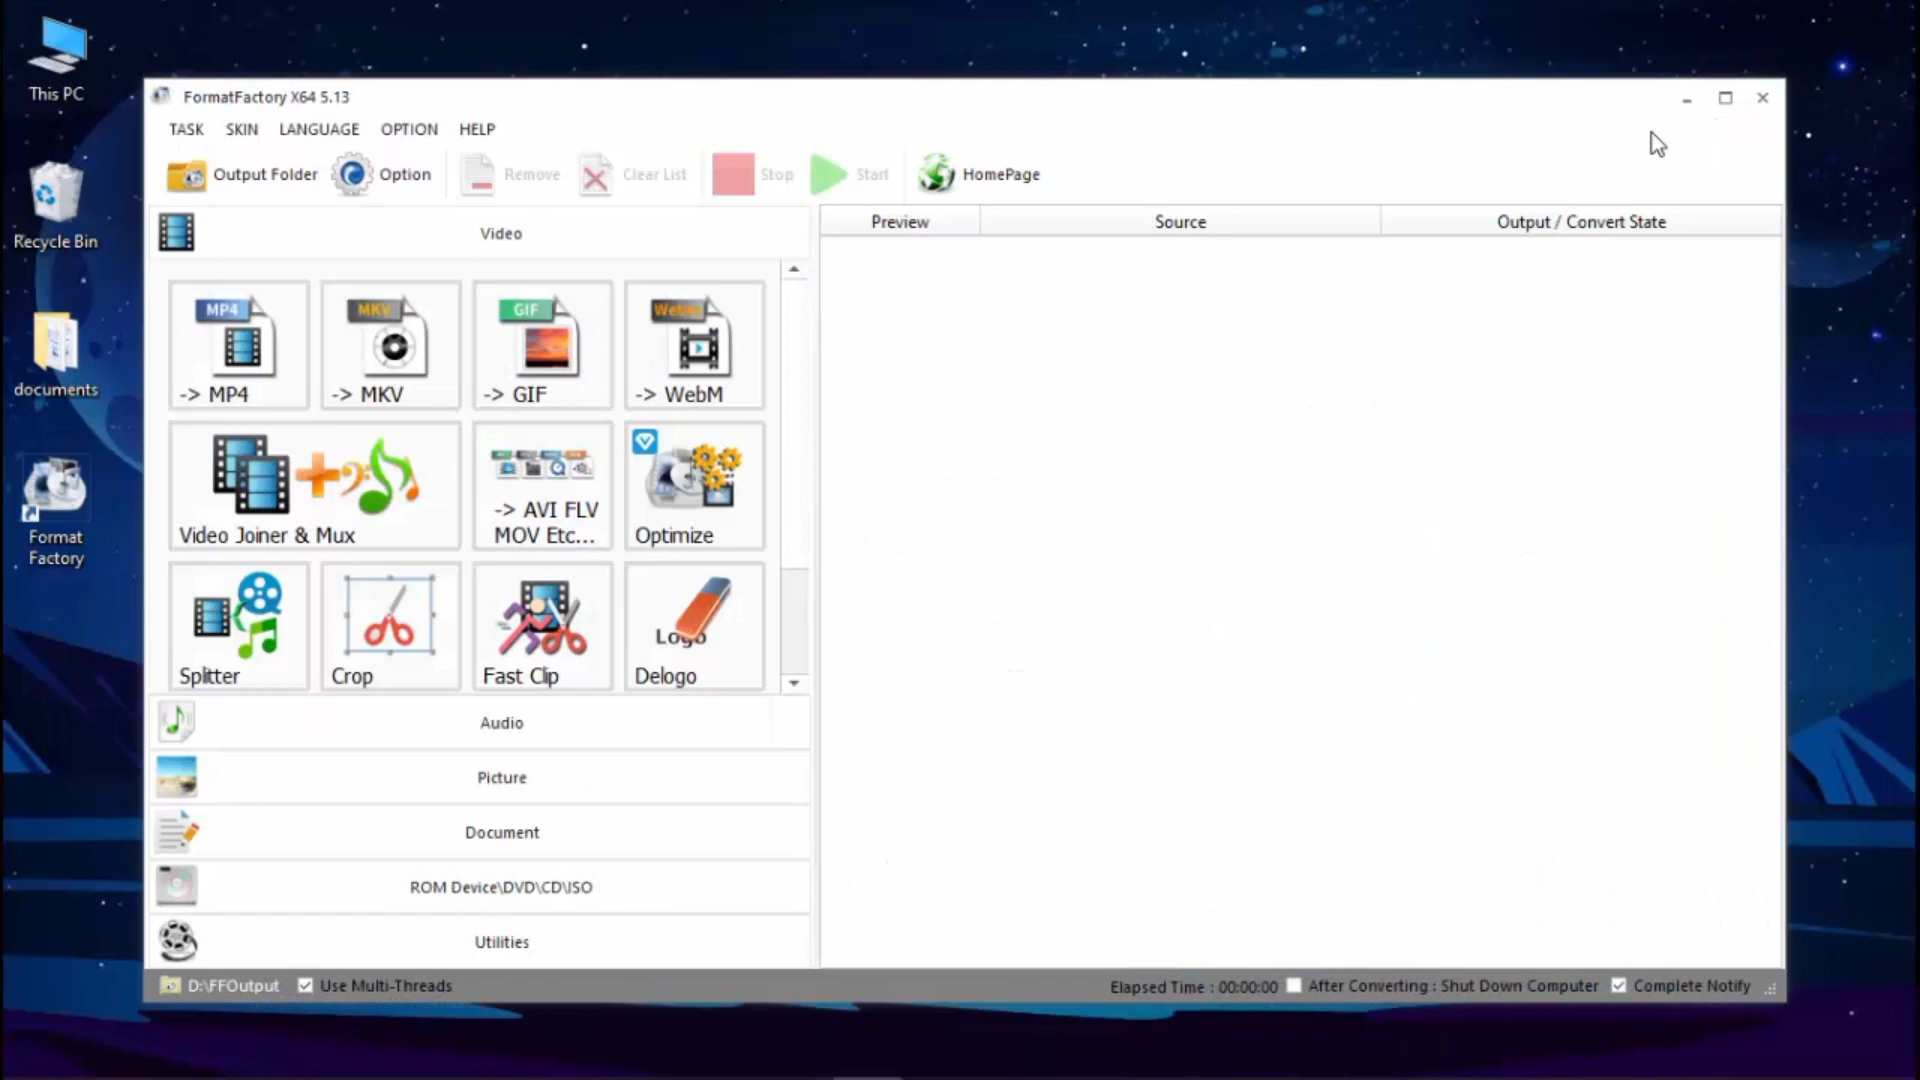 This PC
Recycle Bin
documents
Format
Factory
FormatFactory X64 5.13
TASK SKIN LANGUAGE OPTION HELP
Output Folder Option Remove Clear List Stop Start HomePage
Video
Preview Source Output / Convert State
MP4 MKV GIF WebM
-> MP4 -> MKV -> GIF -> WebM
-> AVI FLV
MOV Etc...
Video Joiner & Mux
Optimize
Logo
Splitter Crop Fast Clip Delogo
Audio
Picture
Document
ROM Device\DVD\CD\ISO
Utilities
D:\FFOutput Use Multi-Threads Elapsed Time : 00:00:00 After Converting : Shut Down Computer Complete Notify